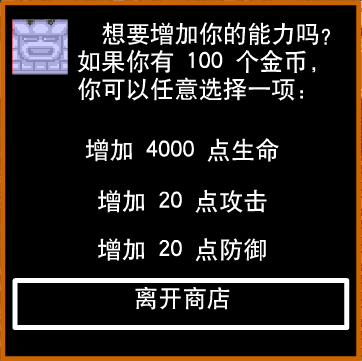 想要增加你的能力吗?
如果你有 100 个金币,
你可以任意选择一项:
增加 4000 点生命
增加 20 点攻击
增加 20 点防御
离开商店